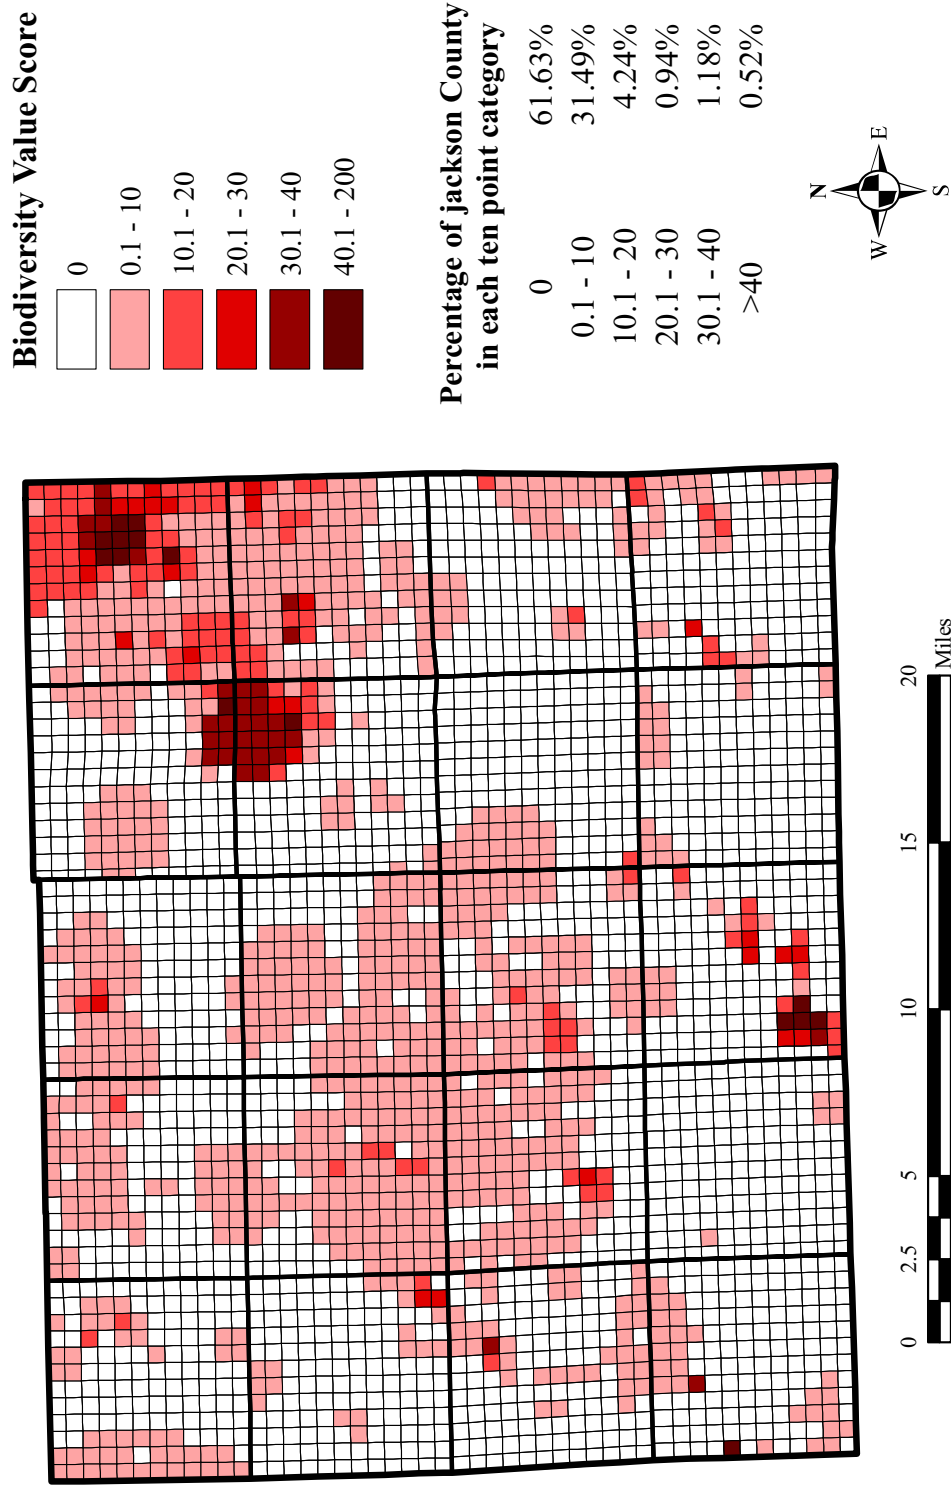 Biodiversity Value Score
0
0.1 - 10
10.1 - 20
20.1 - 30
30.1 - 40
40.1 - 200
Percentage of jackson County
in each ten point category
0 61.63%
0.1 - 10 31.49%
10.1 - 20 4.24%
20.1 - 30 0.94%
30.1 - 40 1.18%
>40 0.52%
N
W E
S
0 2.5 5 10 15 20
Miles